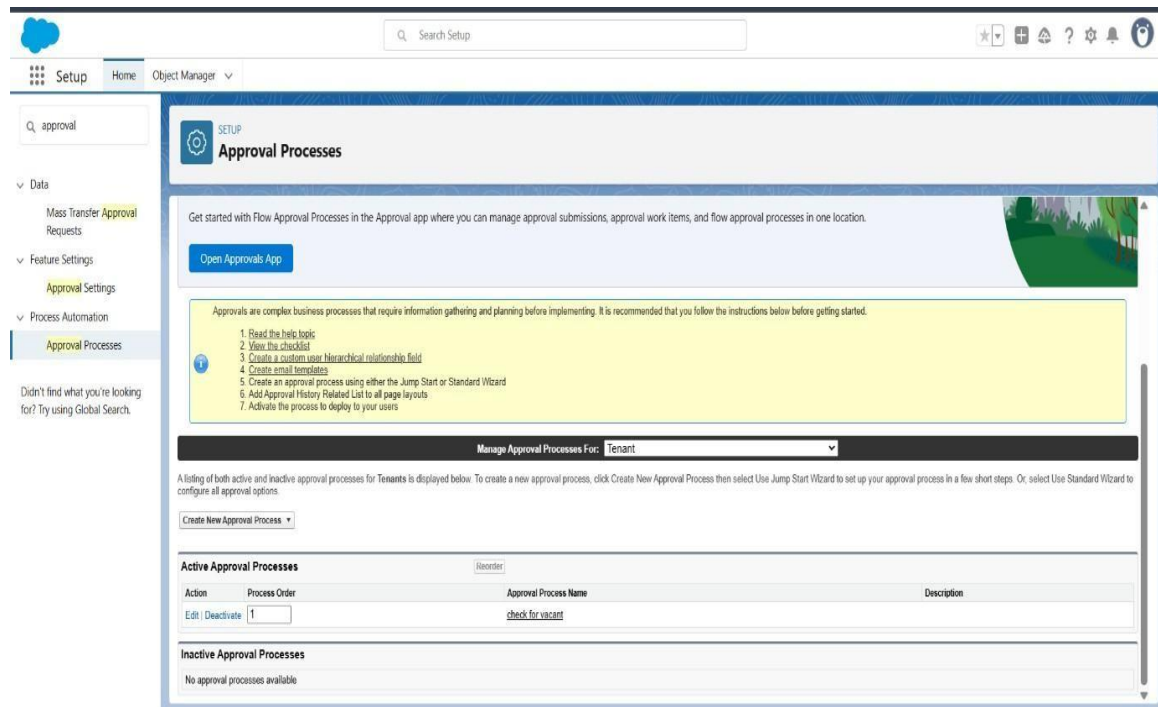 Search Setup
Setup
Home
Object Manager
approval
Data
Mass Transfer Approval
Requests
Feature Settings
Approval Settings
Process Automation
Approval Processes
Didn't find what you're looking
for? Try using Global Search.
SETUP
Approval Processes
Get started with Flow Approval Processes in the Approval app where you can manage approval submissions, approval work items, and flow approval processes in one location.
Open Approvals App
Approvals are complex business processes that require information gathering and planning before implementing. It is recommended that you follow the instructions below before getting started.
1. Read the help topic
2. View the checklist
3. Create a custom user hierarchical relationship field
4. Create email templates
5. Create an approval process using either the Jump Start or Standard Wizard
6. Add Approval History Related List to all page layouts
7. Activate the process to deploy to your users
Manage Approval Processes For: Tenant
A listing of both active and inactive approval processes for Tenants is displayed below. To create a new approval process, click Create New Approval Process then select Use Jump Start Wizard to set up your approval process in a few short steps. Or, select Use Standard Wizard to
configure all approval options.
Create New Approval Process
Active Approval Processes Reorder
Action Process Order Approval Process Name Description
Edit | Deactivate 1 check for vacant
Inactive Approval Processes
No approval processes available